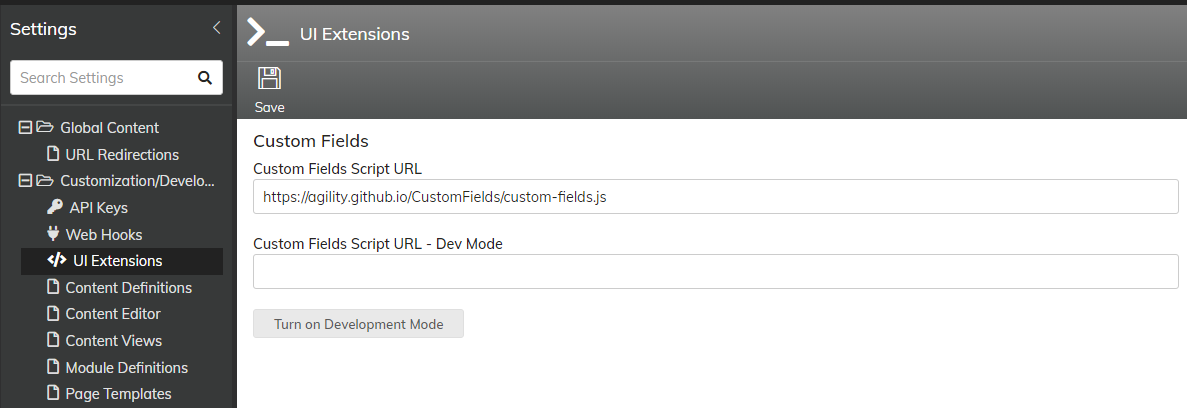 Settings
Search Settings
Global Content
URL Redirections
Customization/Develo...
API Keys
Web Hooks
UI Extensions
Content Definitions
Content Editor
Content Views
Module Definitions
Page Templates
UI Extensions
Save
Custom Fields
Custom Fields Script URL
https://agility.github.io/CustomFields/custom-fields.js
Custom Fields Script URL - Dev Mode
Turn on Development Mode